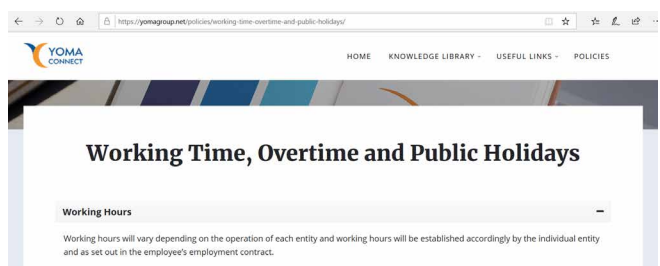 https://yomagroup.net/policies/working-time-overtime-and-public-holidays/
YOMA
CONNECT
HOME KNOWLEDGE LIBRARY USEFUL LINKS POLICIES
Working Time, Overtime and Public Holidays
Working Hours
Working hours will vary depending on the operation of each entity and working hours will be established accordingly by the individual entity
and as set out in the employee's employment contract.